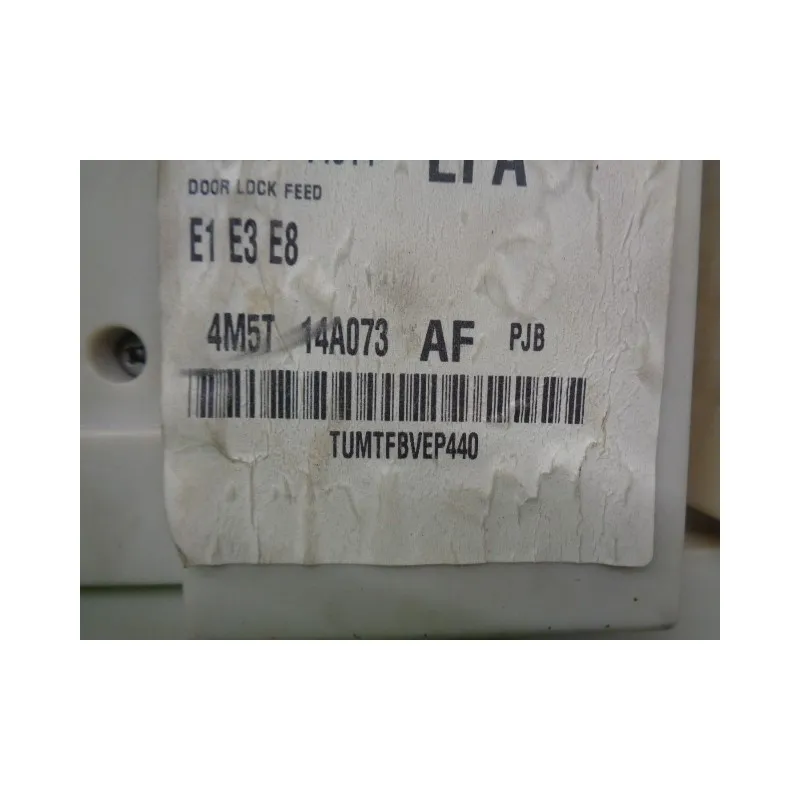 DOOR LOCK FEED
E1 E3 E8
4M5T 14A073 AF PJB
TUMTFBVEP440